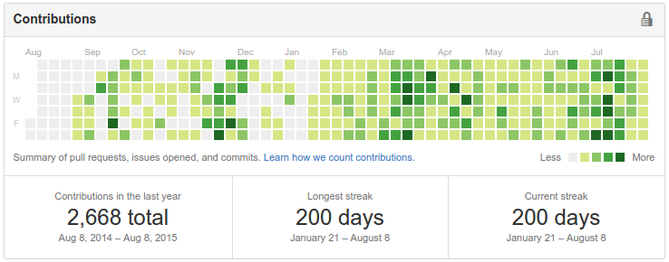 Contributions
Aug Sep Oct Nov Dec Jan Feb Mar Apr May Jun Jul
M
W
F
Summary of pull requests, issues opened, and commits. Learn how we count contributions.
Less More
Contributions in the last year
2,668 total
Aug 8, 2014 – Aug 8, 2015
Longest streak
200 days
January 21 – August 8
Current streak
200 days
January 21 – August 8